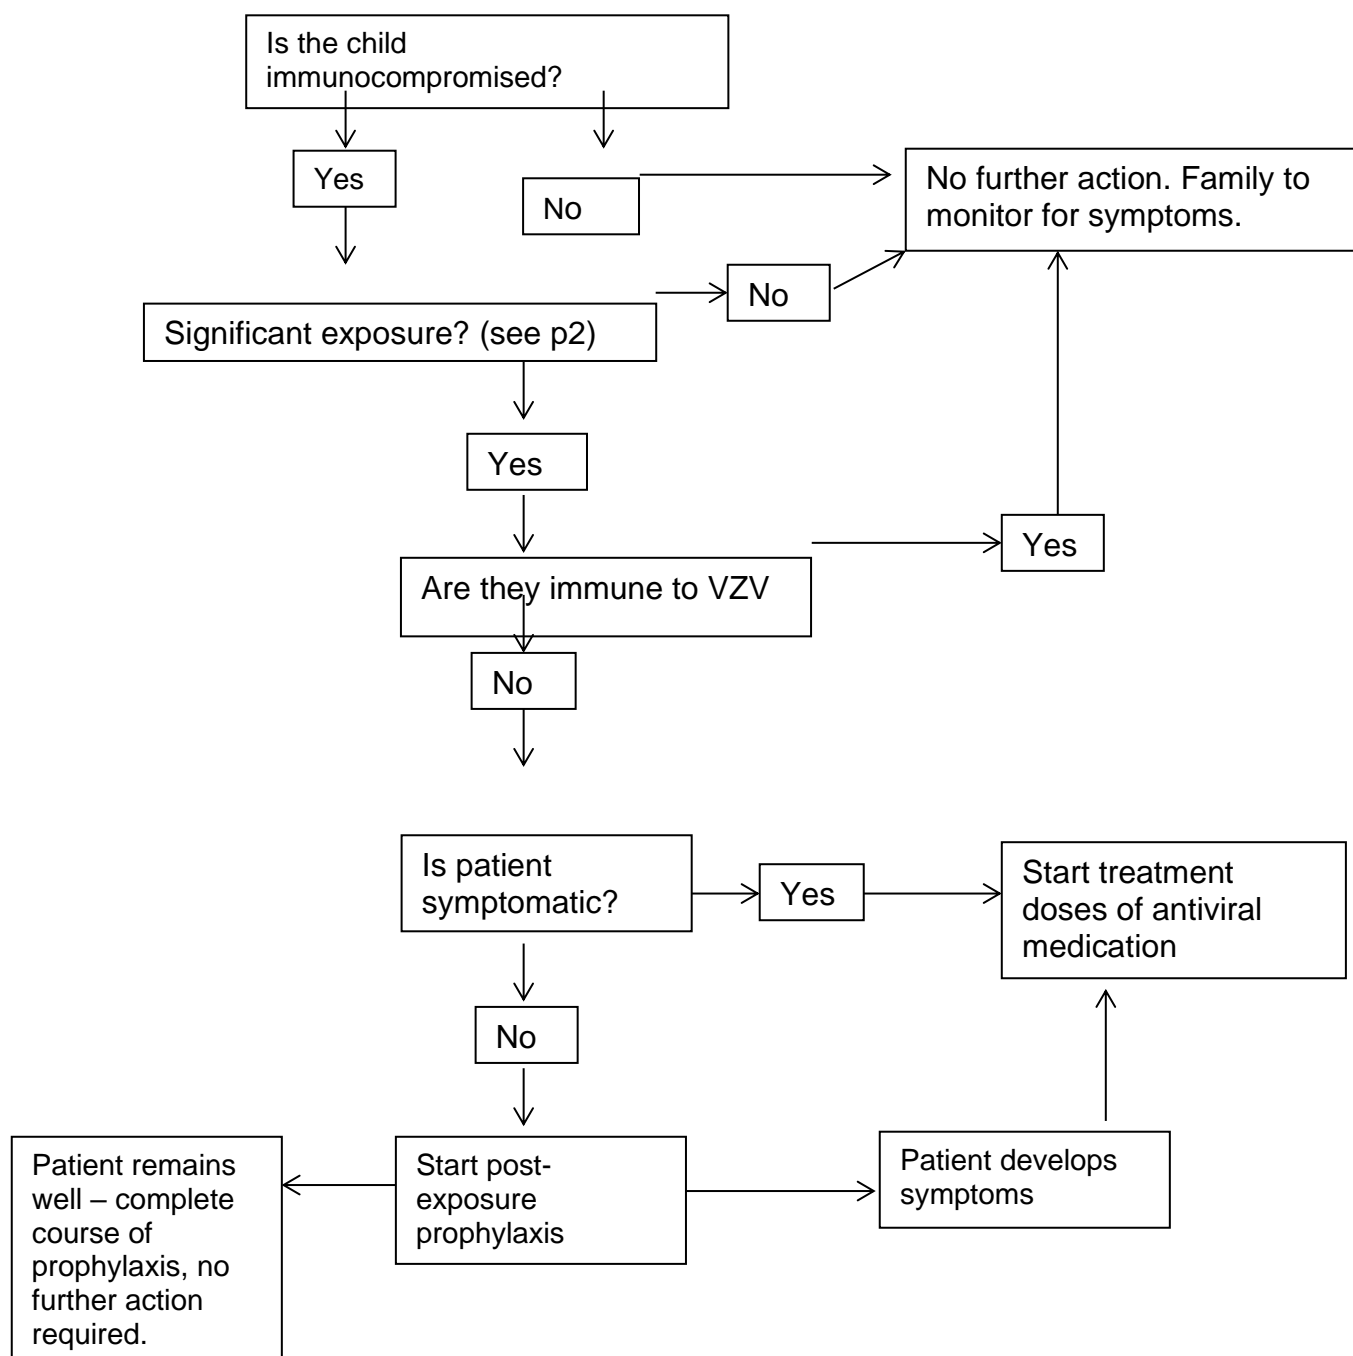 Is the child
immunocompromised?
Yes
No
No further action. Family to
monitor for symptoms.
No
Significant exposure? (see p2)
Yes
Yes
Are they immune to VZV
No
Is patient
symptomatic?
Yes
Start treatment
doses of antiviral
medication
No
Patient remains
well – complete
course of
prophylaxis, no
further action
required.
Start post-
exposure
prophylaxis
Patient develops
symptoms